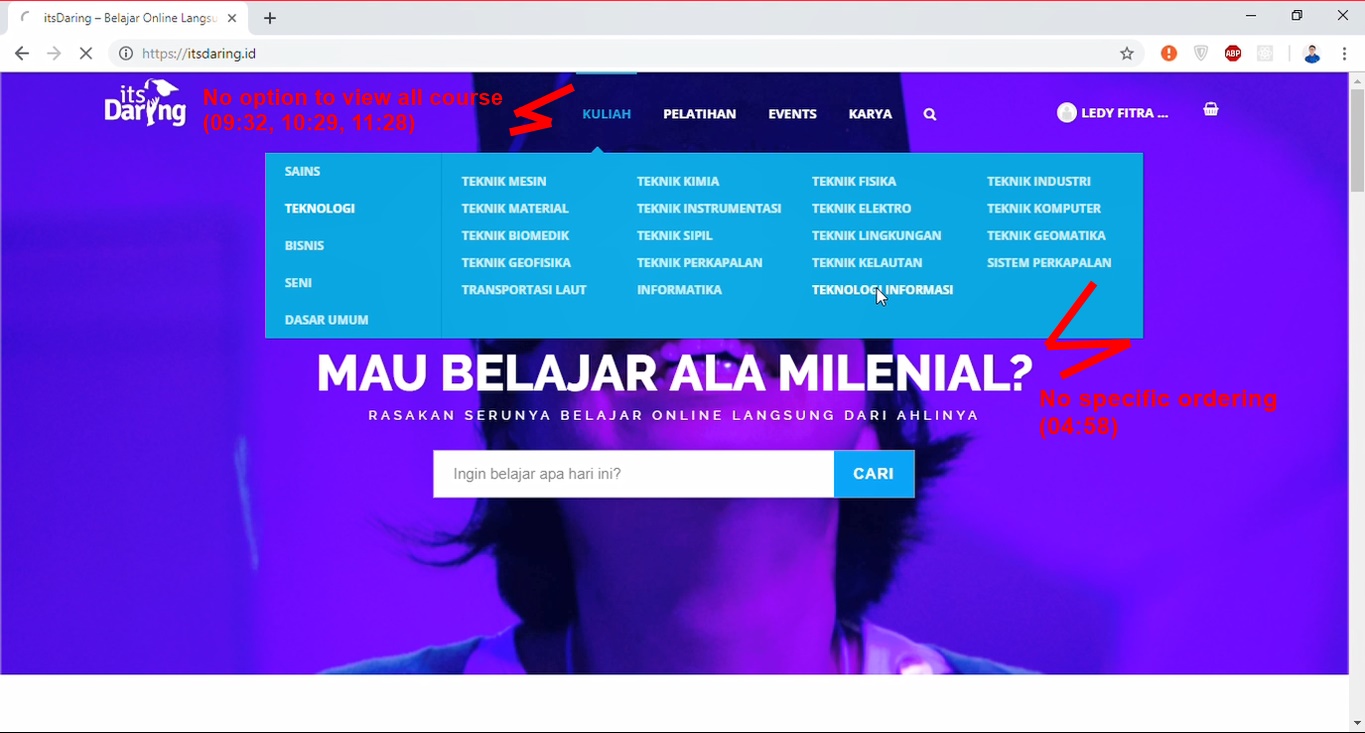 itsDaring – Belajar Online Langsu
https://itsdaring.id
ABP
its
Daring
No option to view all course
(09:32, 10:29, 11:28)
KULIAH PELATIHAN EVENTS KARYA
LEDY FITRA ...
SAINS
TEKNOLOGI
BISNIS
SENI
DASAR UMUM
TEKNIK MESIN TEKNIK KIMIA TEKNIK FISIKA TEKNIK INDUSTRI
TEKNIK MATERIAL TEKNIK INSTRUMENTASI TEKNIK ELEKTRO TEKNIK KOMPUTER
TEKNIK BIOMEDIK TEKNIK SIPIL TEKNIK LINGKUNGAN TEKNIK GEOMATIKA
TEKNIK GEOFISIKA TEKNIK PERKAPALAN TEKNIK KELAUTAN SISTEM PERKAPALAN
TRANSPORTASI LAUT INFORMATIKA TEKNOLOGI INFORMASI
MAU BELAJAR ALA MILENIAL?
RASAKAN SERUNYA BELAJAR ONLINE LANGSUNG DARI AHLINYA
No specific ordering
(04:58)
Ingin belajar apa hari ini? CARI